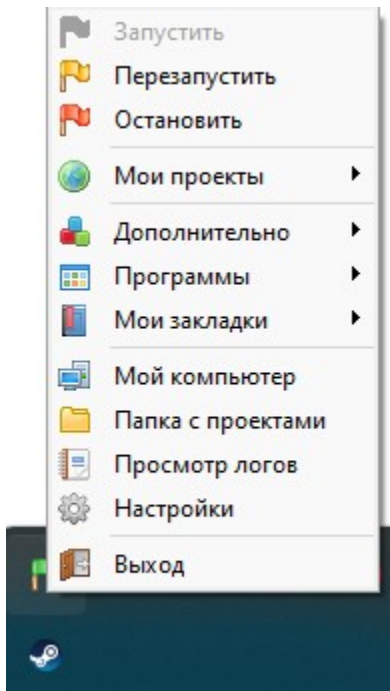 Запустить
Перезапустить
Остановить
Мои проекты
Дополнительно
Программы
Мои закладки
Мой компьютер
Папка с проектами
Просмотр логов
Настройки
Выход